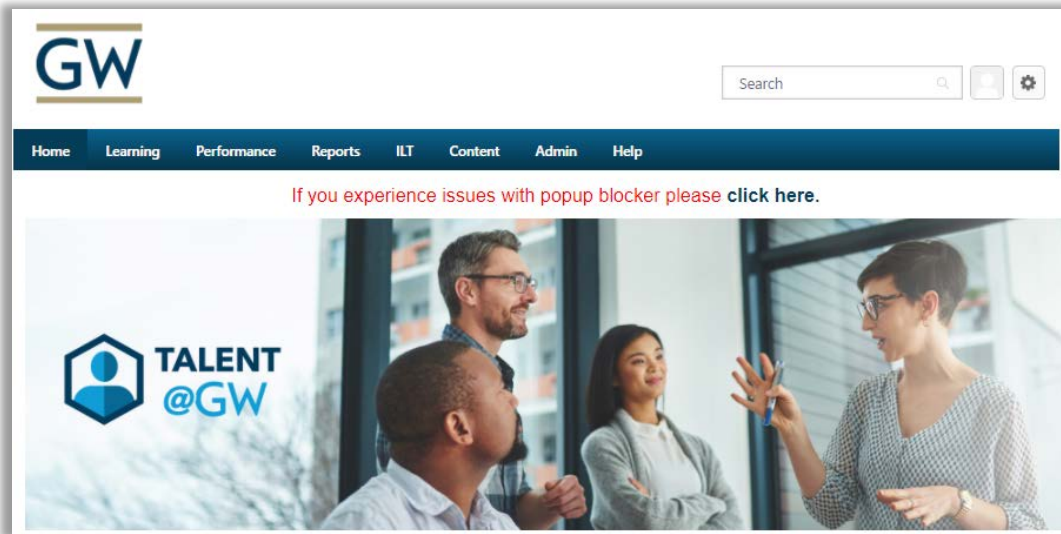 GW
Search
Home Learning Performance Reports ILT Content Admin Help
If you experience issues with popup blocker please click here.
TALENT
@GW